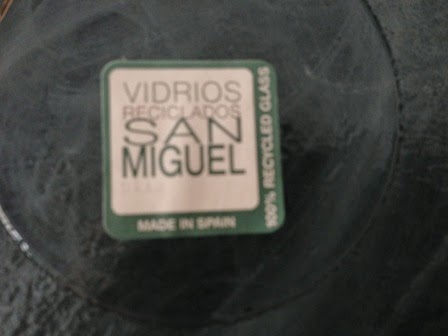 VIDRIOS
RECICLADOS
SAN
MIGUEL
MADE IN SPAIN
100% RECYCLED GLASS